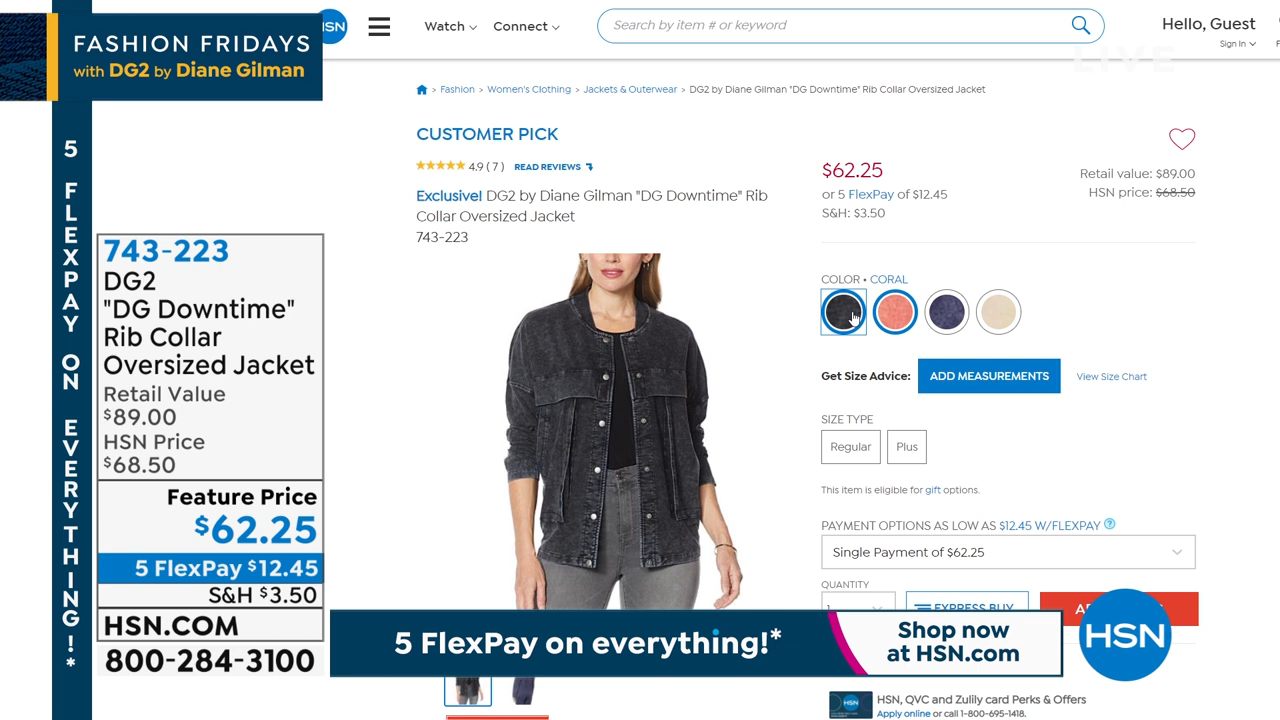 FASHION FRIDAYS
with DG2 by Diane Gilman
HSN
Watch
Connect
Search by item # or keyword
Hello, Guest
Sign In
LIVE
Fashion > Women's Clothing > Jackets & Outerwear > DG2 by Diane Gilman "DG Downtime" Rib Collar Oversized Jacket
5 FLEXPAY ON EVERYTHING!*
CUSTOMER PICK
4.9 ( 7 ) READ REVIEWS
Exclusive! DG2 by Diane Gilman "DG Downtime" Rib
Collar Oversized Jacket
743-223
$62.25
or 5 FlexPay of $12.45
S&H: $3.50
Retail value: $89.00
HSN price: $68.50
COLOR • CORAL
Get Size Advice: ADD MEASUREMENTS View Size Chart
SIZE TYPE
Regular Plus
This item is eligible for gift options.
PAYMENT OPTIONS AS LOW AS $12.45 W/FLEXPAY ?
Single Payment of $62.25
QUANTITY
1 EXPRESS BUY
743-223
DG2
"DG Downtime"
Rib Collar
Oversized Jacket
Retail Value
$89.00
HSN Price
$68.50
Feature Price
$62.25
5 FlexPay $12.45
S&H $3.50
HSN.COM
800-284-3100
5 FlexPay on everything!*
Shop now
at HSN.com
HSN
HSN, QVC and Zulily card Perks & Offers
Apply online or call 1-800-695-1418.